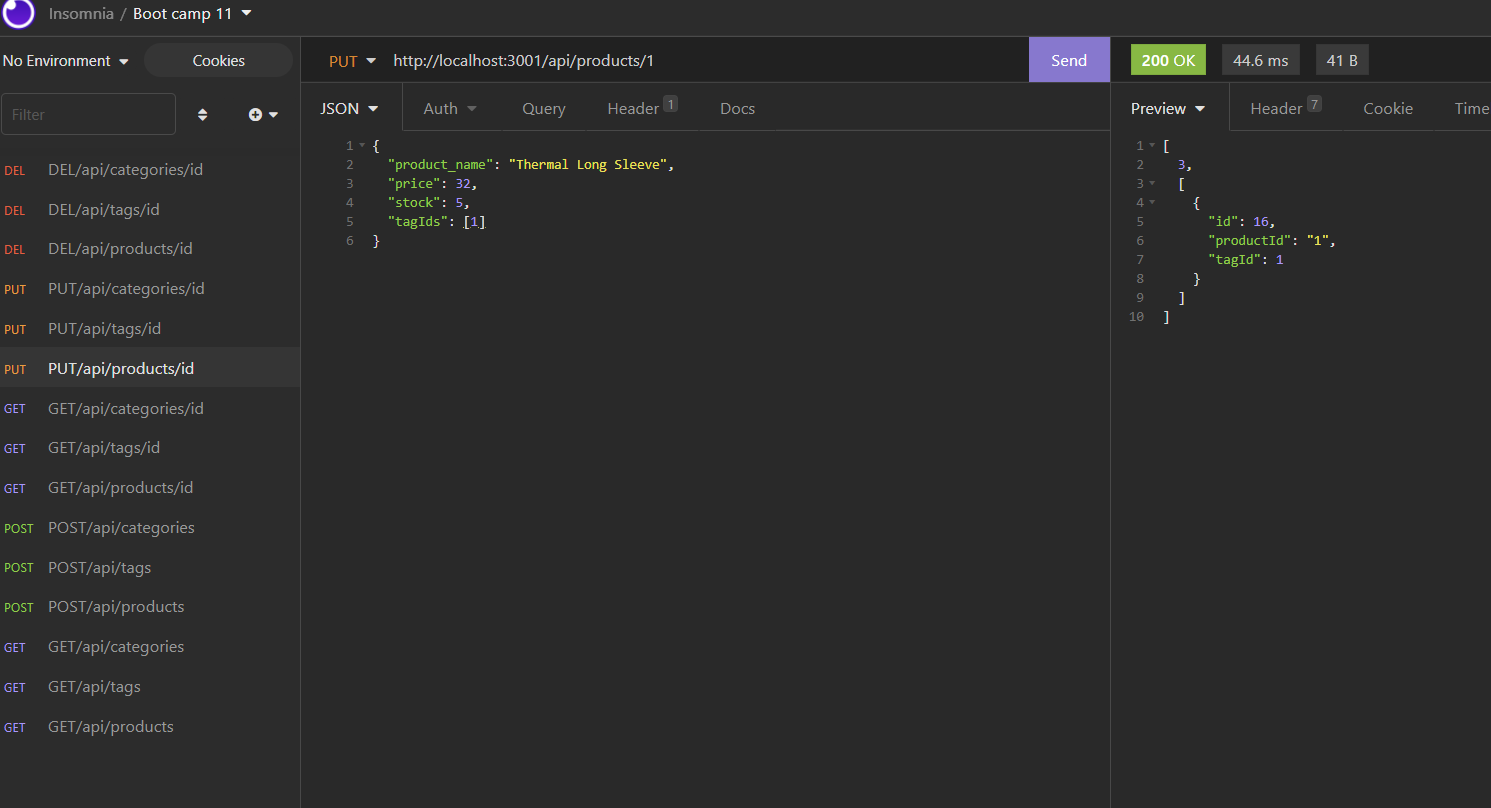 Insomnia / Boot camp 11
No Environment
Cookies
Filter
DEL DEL/api/categories/id
DEL DEL/api/tags/id
DEL DEL/api/products/id
PUT PUT/api/categories/id
PUT PUT/api/tags/id
PUT PUT/api/products/id
GET GET/api/categories/id
GET GET/api/tags/id
GET GET/api/products/id
POST POST/api/categories
POST POST/api/tags
POST POST/api/products
GET GET/api/categories
GET GET/api/tags
GET GET/api/products
PUT http://localhost:3001/api/products/1 Send
JSON Auth Query Header 1 Docs
1 {
2 "product_name": "Thermal Long Sleeve",
3 "price": 32,
4 "stock": 5,
5 "tagIds": [1]
6 }
200 OK 44.6 ms 41 B
Preview Header 7 Cookie Time
1 [
2 3,
3 [
4 {
5 "id": 16,
6 "productId": "1",
7 "tagId": 1
8 }
9 ]
10 ]